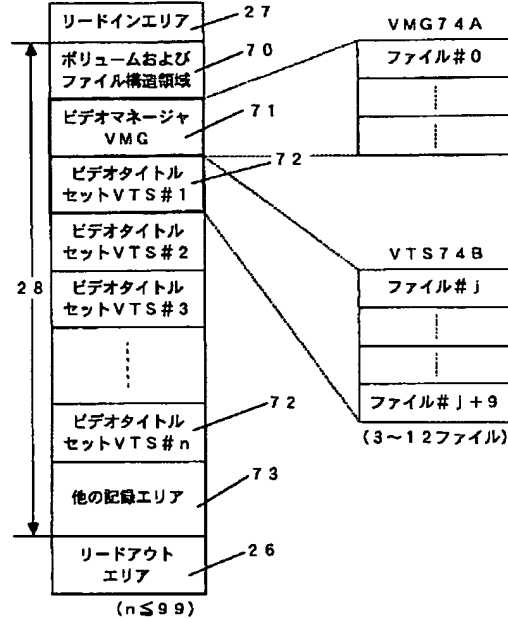 リードインエリア
27
ボリュームおよび
ファイル構造領域
70
ビデオマネージャ
VMG
71
ビデオタイトル
セットVTS#1
72
ビデオタイトル
セットVTS#2
ビデオタイトル
セットVTS#3
28
ビデオタイトル
セットVTS#n
72
他の記録エリア
73
リードアウト
エリア
26
(n≦99)
VMG74A
ファイル#0
VTS74B
ファイル#j
ファイル#j+9
(3~12ファイル)